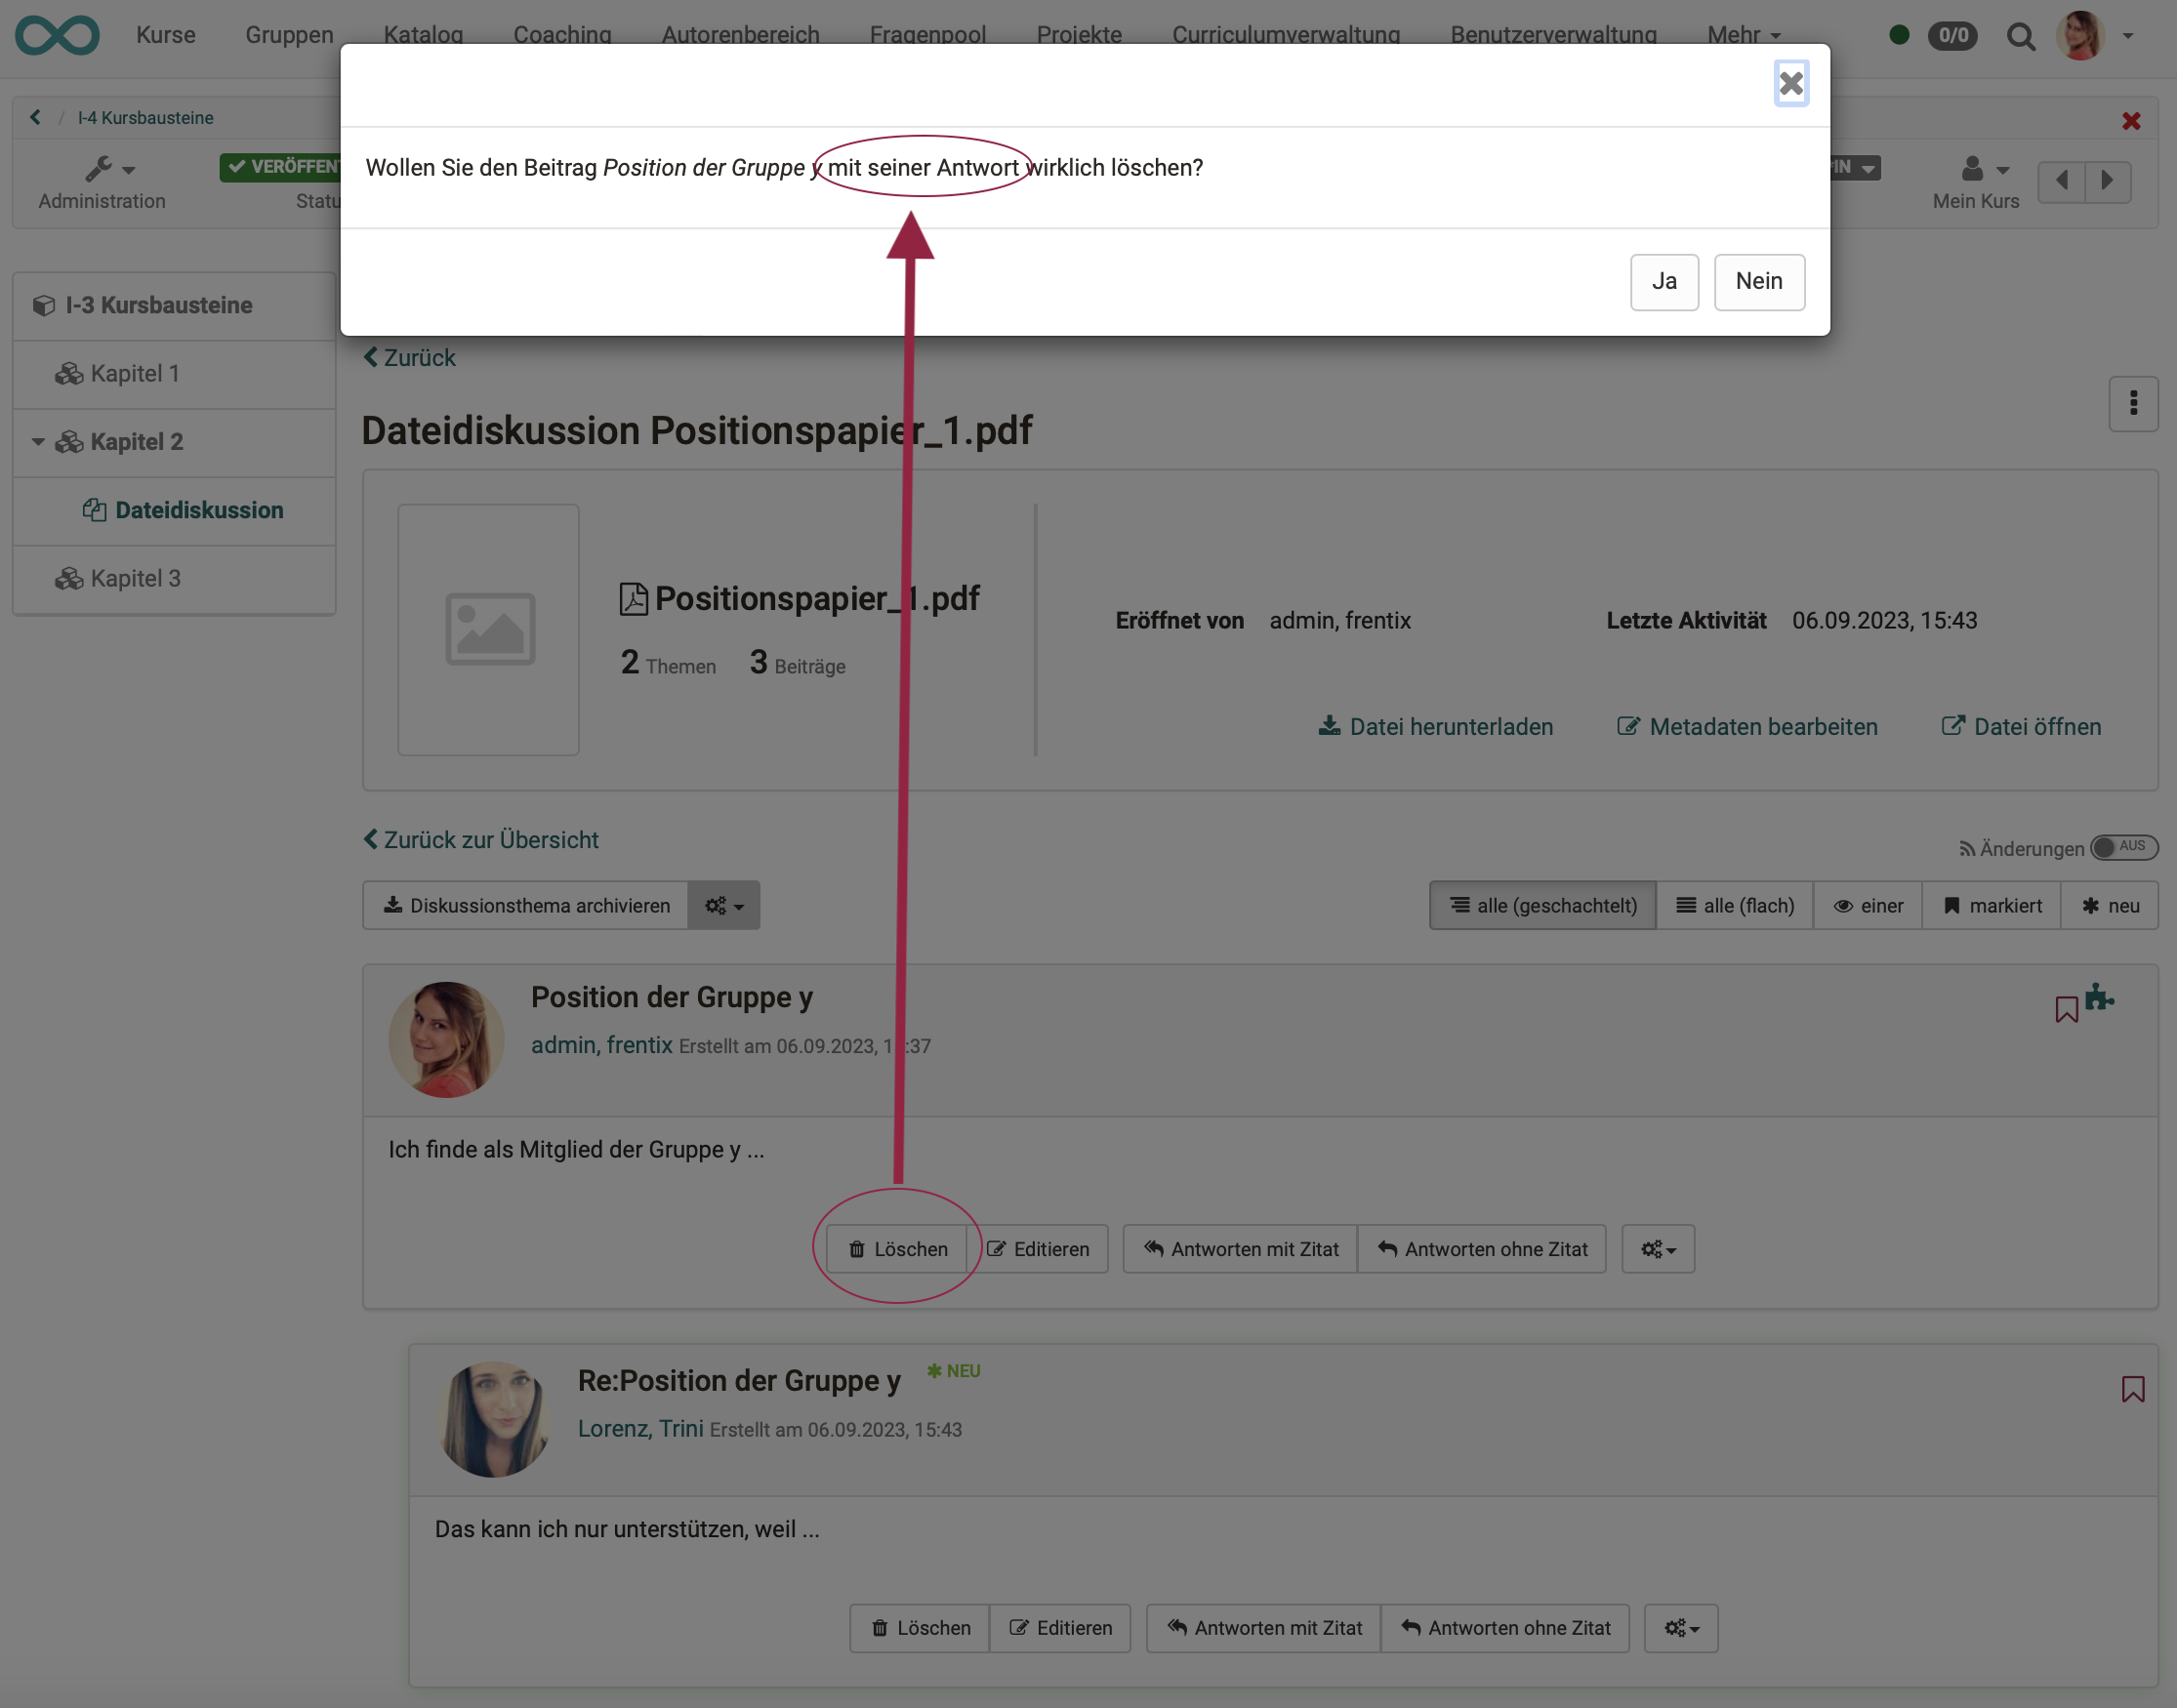 Kurse Gruppen Katalog Coaching Autorenbereich Fragenpool Projekte Curriculumverwaltung Benutzerverwaltung Mehr 0/0
/ I-4 Kursbausteine
Wollen Sie den Beitrag Position der Gruppe y mit seiner Antwort wirklich löschen?
VERÖFFENT
IN
Administration
Statu
Mein Kurs
Ja Nein
I-3 Kursbausteine
Kapitel 1
Kapitel 2
Dateidiskussion
Kapitel 3
Zurück
Dateidiskussion Positionspapier_1.pdf
Positionspapier_1.pdf
2 Themen 3 Beiträge
Eröffnet von admin, frentix
Letzte Aktivität 06.09.2023, 15:43
Datei herunterladen Metadaten bearbeiten Datei öffnen
Zurück zur Übersicht
Änderungen AUS
Diskussionsthema archivieren
alle (geschachtelt) alle (flach) einer markiert neu
Position der Gruppe y
admin, frentix Erstellt am 06.09.2023, 1:37
Ich finde als Mitglied der Gruppe y ...
Löschen Editieren Antworten mit Zitat Antworten ohne Zitat
Re:Position der Gruppe y NEU
Lorenz, Trini Erstellt am 06.09.2023, 15:43
Das kann ich nur unterstützen, weil ...
Löschen Editieren Antworten mit Zitat Antworten ohne Zitat